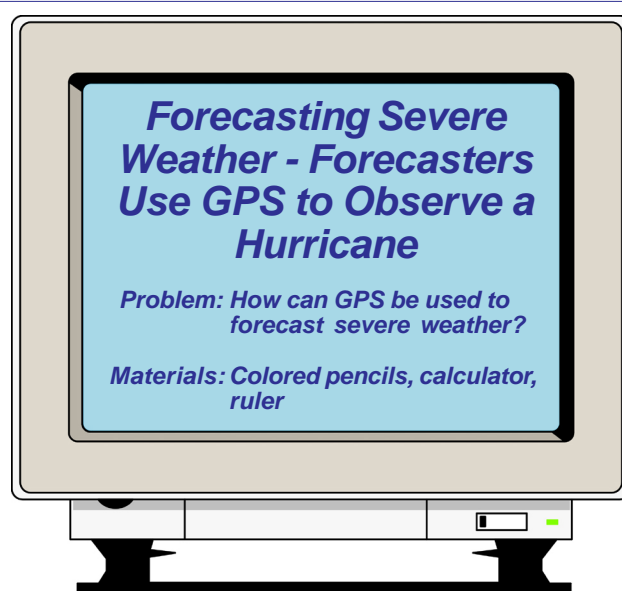 Forecasting Severe
Weather - Forecasters
Use GPS to Observe a
Hurricane
Problem: How can GPS be used to
forecast severe weather?
Materials: Colored pencils, calculator,
ruler